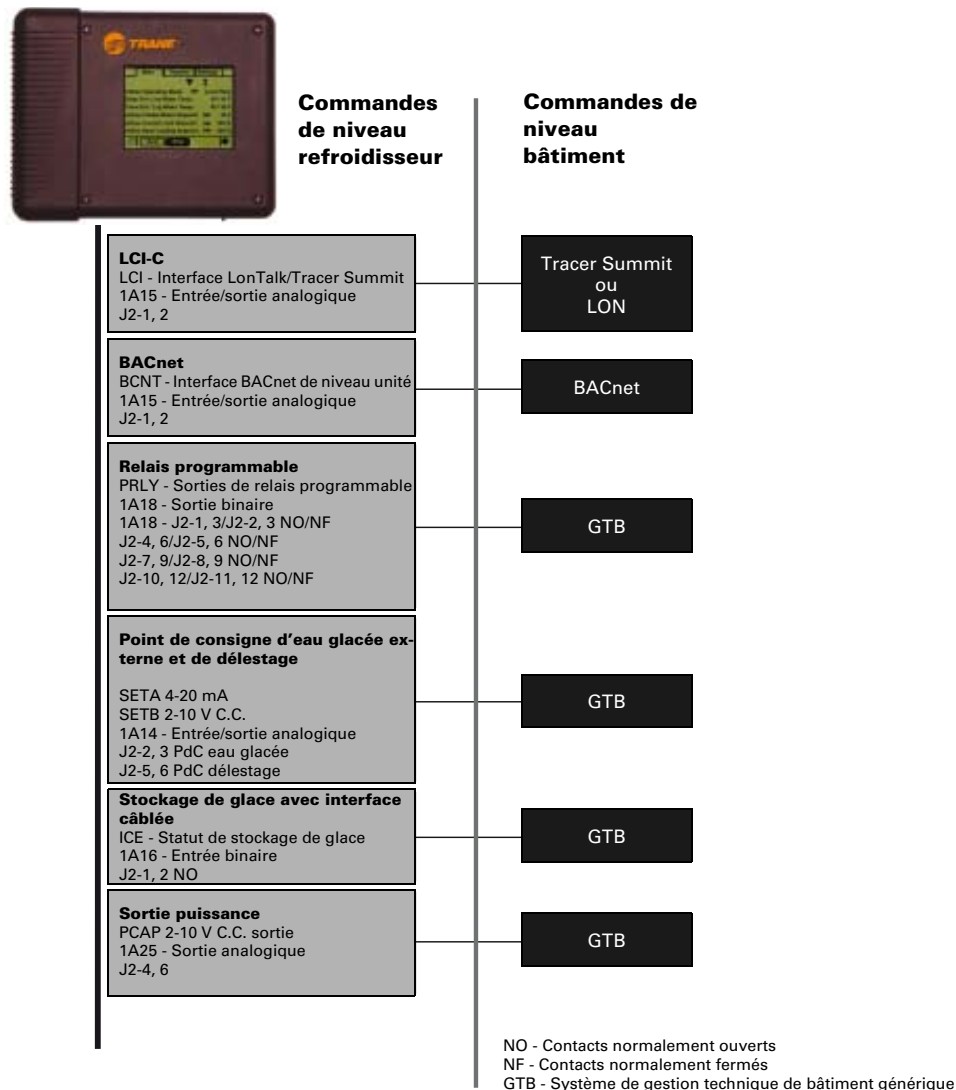 TRANE
Commandes
de niveau
refroidisseur
Commandes de
niveau
bâtiment
LCI-C
LCI - Interface LonTalk/Tracer Summit
1A15 - Entrée/sortie analogique
J2-1, 2
Tracer Summit
ou
LON
BACnet
BCNT - Interface BACnet de niveau unité
1A15 - Entrée/sortie analogique
J2-1, 2
BACnet
Relais programmable
PRLY - Sorties de relais programmable
1A18 - Sortie binaire
1A18 - J2-1, 3/J2-2, 3 NO/NF
J2-4, 6/J2-5, 6 NO/NF
J2-7, 9/J2-8, 9 NO/NF
J2-10, 12/J2-11, 12 NO/NF
GTB
Point de consigne d'eau glacée ex-
terne et de délestage
SETA 4-20 mA
SETB 2-10 V C.C.
1A14 - Entrée/sortie analogique
J2-2, 3 PdC eau glacée
J2-5, 6 PdC délestage
GTB
Stockage de glace avec interface
câblée
ICE - Statut de stockage de glace
1A16 - Entrée binaire
J2-1, 2 NO
GTB
Sortie puissance
PCAP 2-10 V C.C. sortie
1A25 - Sortie analogique
J2-4, 6
GTB
NO - Contacts normalement ouverts
NF - Contacts normalement fermés
GTB - Système de gestion technique de bâtiment générique